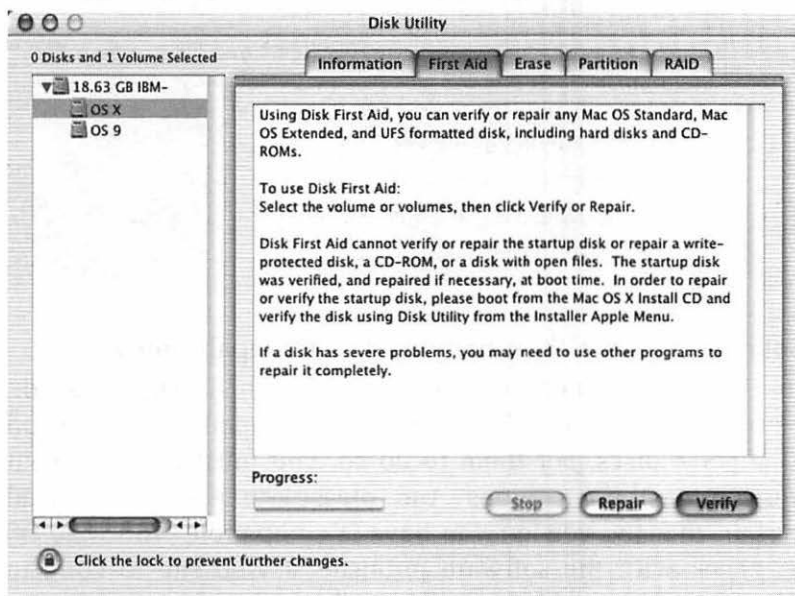 Disk Utility
0 Disks and 1 Volume Selected
Information
First Aid
Erase
Partition
RAID
18.63 GB IBM-
OS X
OS 9
Using Disk First Aid, you can verify or repair any Mac OS Standard, Mac
OS Extended, and UFS formatted disk, including hard disks and CD-
ROMs.
To use Disk First Aid:
Select the volume or volumes, then click Verify or Repair.
Disk First Aid cannot verify or repair the startup disk or repair a write-
protected disk, a CD-ROM, or a disk with open files. The startup disk
was verified, and repaired if necessary, at boot time. In order to repair
or verify the startup disk, please boot from the Mac OS X Install CD and
verify the disk using Disk Utility from the Installer Apple Menu.
If a disk has severe problems, you may need to use other programs to
repair it completely.
Progress:
Stop
Repair
Verify
Click the lock to prevent further changes.